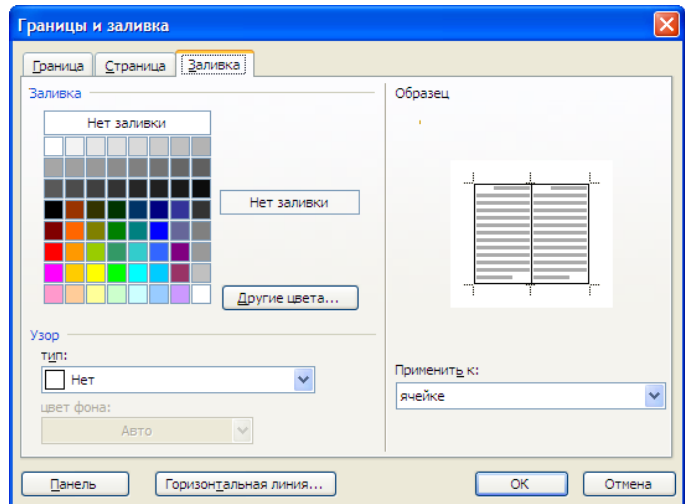 Границы и заливка
Граница Страница Заливка
Заливка
Нет заливки
Нет заливки
Другие цвета...
Узор
тип:
Нет
цвет фона:
Авто
Образец
Применить к:
ячейке
Панель Горизонтальная линия... ОК Отмена